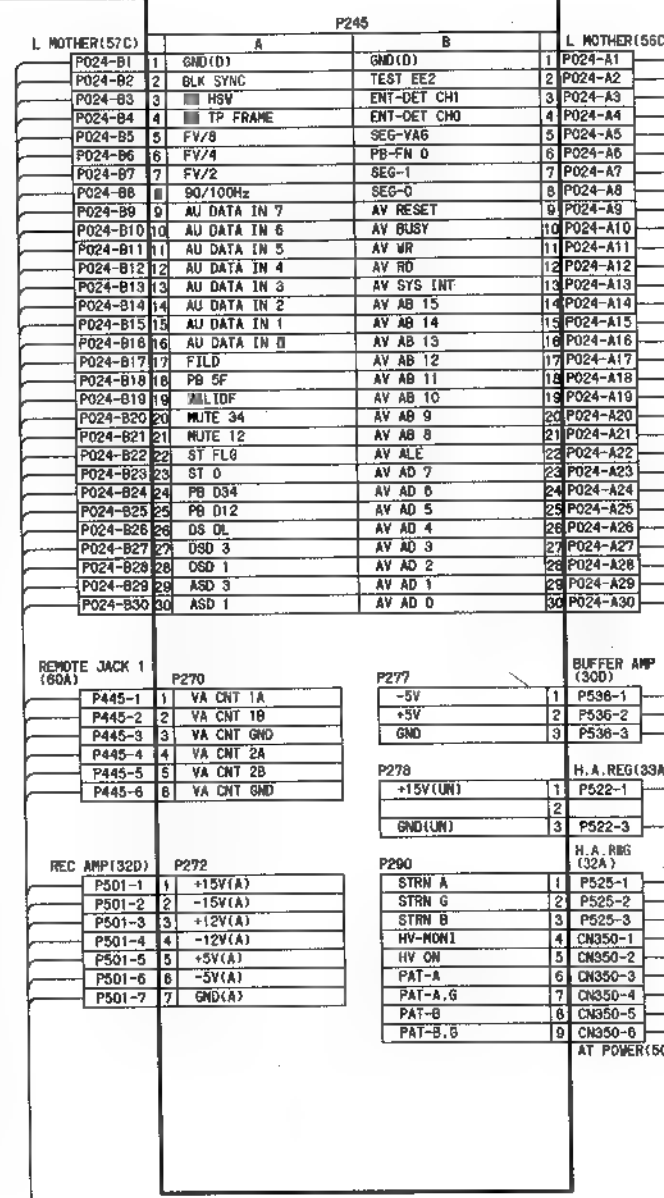 P245
L MOTHER(57C) A B L MOTHER(56C
P024-B1 1 GND(D) GND(D) 1 P024-A1
P024-B2 2 BLK SYNC TEST EE2 2 P024-A2
P024-B3 3 HSW ENT-DET CH1 3 P024-A3
P024-B4 4 TP FRAME ENT-DET CH0 4 P024-A4
P024-B5 5 FV/8 SEG-VAG 5 P024-A5
P024-B6 6 FV/4 PB-FN 0 6 P024-A6
P024-B7 7 FV/2 SEG-1 7 P024-A7
P024-B8 90/100Hz SEG-0 8 P024-A8
P024-B9 9 AU DATA IN 7 AV RESET 9 P024-A9
P024-B10 10 AU DATA IN 6 AV BUSY 10 P024-A10
P024-B11 11 AU DATA IN 5 AV WR 11 P024-A11
P024-B12 12 AU DATA IN 4 AV RD 12 P024-A12
P024-B13 13 AU DATA IN 3 AV SYS INT 13 P024-A13
P024-B14 14 AU DATA IN 2 AV AB 15 14 P024-A14
P024-B15 15 AU DATA IN 1 AV AB 14 15 P024-A15
P024-B16 16 AU DATA IN AV AB 13 16 P024-A16
P024-B17 17 FILD AV AB 12 17 P024-A17
P024-B18 18 PB 5F AV AB 11 18 P024-A18
P024-B19 19 AV AB 10 19 P024-A19
P024-B20 20 MUTE 34 AV AB 9 20 P024-A20
P024-B21 21 MUTE 12 AV AB 8 21 P024-A21
P024-B22 22 ST FLG AV ALE 22 P024-A22
P024-B23 23 ST 0 AV AD 7 23 P024-A23
P024-B24 24 PB D34 AV AD 6 24 P024-A24
P024-B25 25 PB D12 AV AD 5 25 P024-A25
P024-B26 26 DS DL AV AD 4 26 P024-A26
P024-B27 27 DSD 3 AV AD 3 27 P024-A27
P024-B28 28 DSD 1 AV AD 2 28 P024-A28
P024-B29 29 ASD 3 AV AD 1 29 P024-A29
P024-B30 30 ASD 1 AV AD 0 30 P024-A30
REMOTE JACK 1
(60A) P270
P445-1 1 VA CNT 1A
P445-2 2 VA CNT 1B
P445-3 3 VA CNT GND
P445-4 4 VA CNT 2A
P445-5 5 VA CNT 2B
P445-6 6 VA CNT GND
BUFFER AMP
P277 (30D)
-5V 1 P536-1
+5V 2 P536-2
GND 3 P536-3
P278 H.A.REG(33A
+15V(UN) 1 P522-1
2
GND(UN) 3 P522-3
REC AMP(32D) P272
P501-1 1 +15V(A)
P501-2 2 -15V(A)
P501-3 3 +12V(A)
P501-4 4 -12V(A)
P501-5 5 +5V(A)
P501-6 6 -5V(A)
P501-7 7 GND(A)
H.A.REG
P290 (32A)
STRN A 1 P525-1
STRN G 2 P525-2
STRN B 3 P525-3
HV-MONI 4 CN350-1
HV ON 5 CN350-2
PAT-A 6 CN350-3
PAT-A,G 7 CN350-4
PAT-B 8 CN350-5
PAT-B,G 9 CN350-6
AT POWER(50